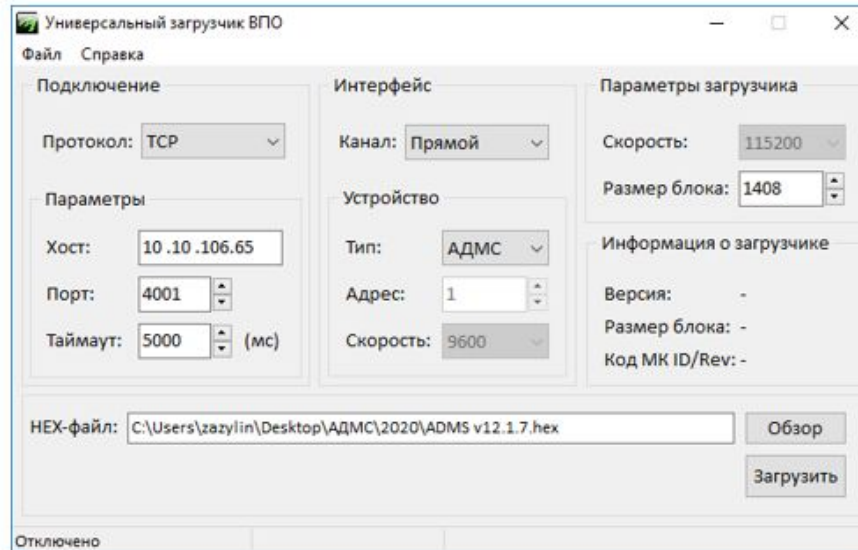 Универсальный загрузчик ВПО
Файл Справка
Подключение
Протокол: TCP
Параметры
Хост: 10 .10 .106.65
Порт: 4001
Таймаут: 5000 (мс)
Интерфейс
Канал: Прямой
Устройство
Тип: АДМС
Адрес: 1
Скорость: 9600
Параметры загрузчика
Скорость: 115200
Размер блока: 1408
Информация о загрузчике
Версия: -
Размер блока: -
Код МК ID/Rev: -
HEX-файл: C:\Users\zazylin\Desktop\АДМС\2020\ADMS v12.1.7.hex
Обзор
Загрузить
Отключено